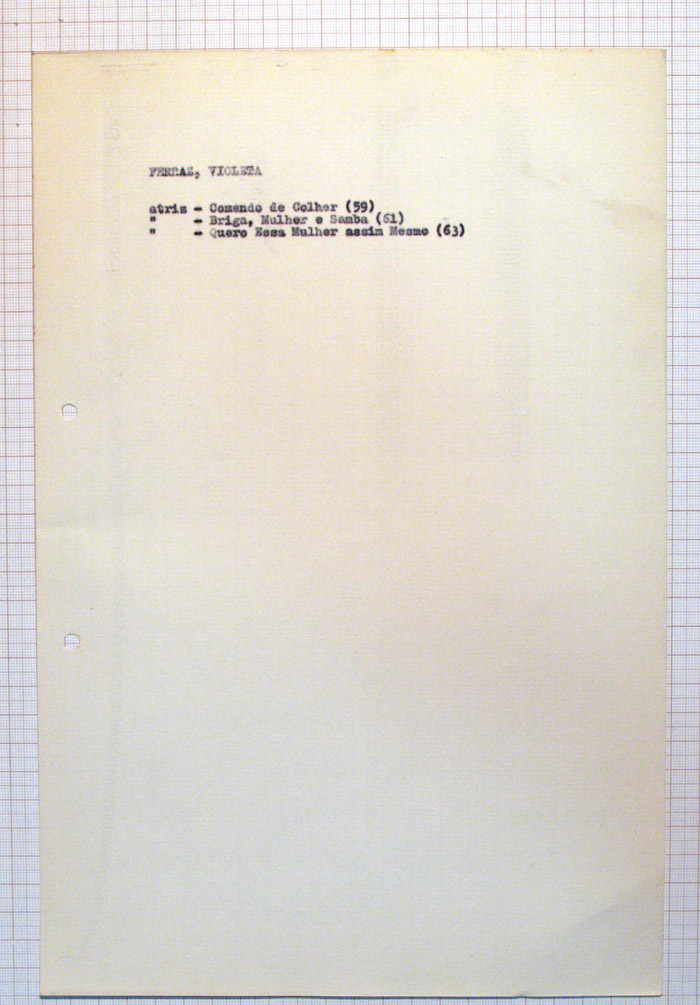 FERRAZ, VIOLETA
atriz - Comendo de Colher (59)
" - Briga, Mulher e Samba (61)
" - Quero Essa Mulher assim Mesmo (63)